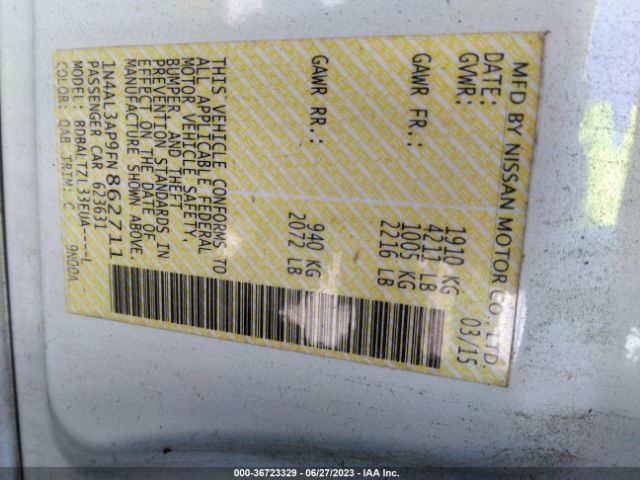 MFD BY NISSAN MOTOR CO., LTD.
DATE: 03/15
GVWR: 1910 KG
4211 LB
GAWR FR.: 1005 KG
2216 LB
GAWR RR.: 940 KG
2072 LB
THIS VEHICLE CONFORMS TO
ALL APPLICABLE FEDERAL
MOTOR VEHICLE SAFETY,
BUMPER AND THEFT
PREVENTION STANDARDS IN
EFFECT ON THE DATE OF
MANUFACTURE SHOWN ABOVE.
1N4AL3AP9FN862711
PASSENGER CAR 623631
MODEL: BDBALTZL33EUA----L
COLOR: QAB TRIM: C 9N00A
000-36723329 | 06/27/2023 | IAA Inc.